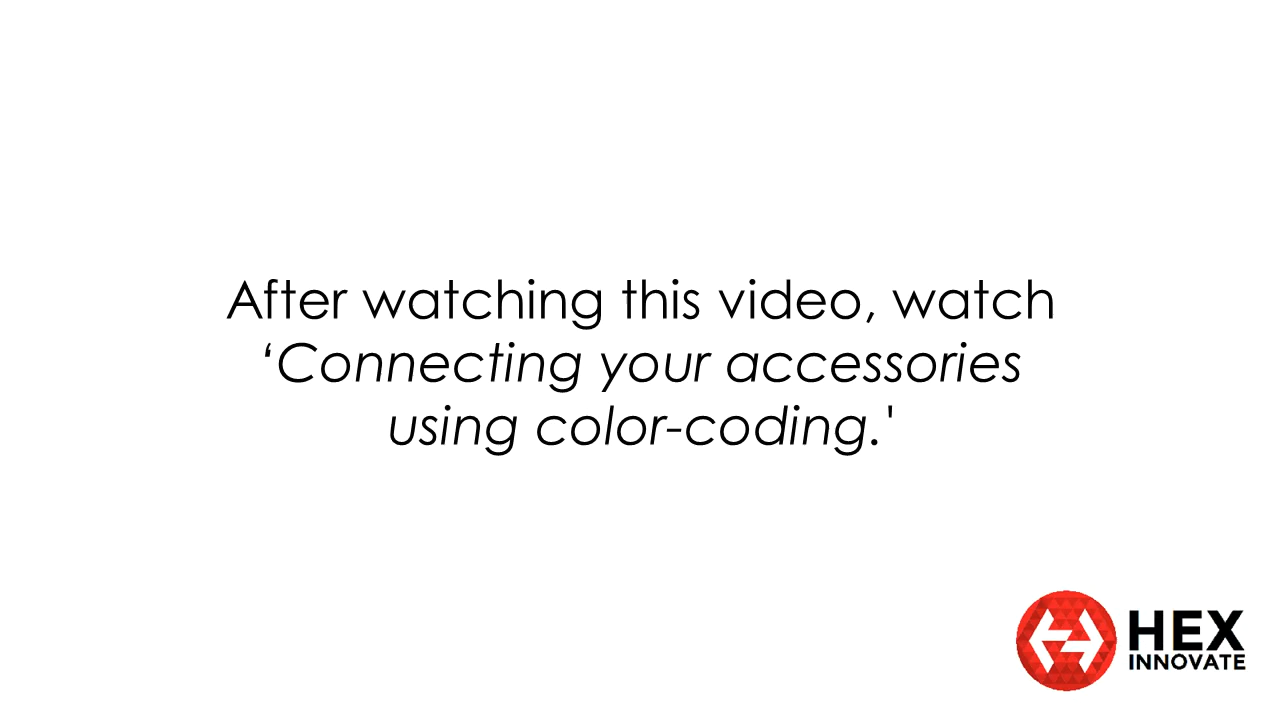 After watching this video, watch
‘Connecting your accessories
using color-coding.'
HEX
INNOVATE